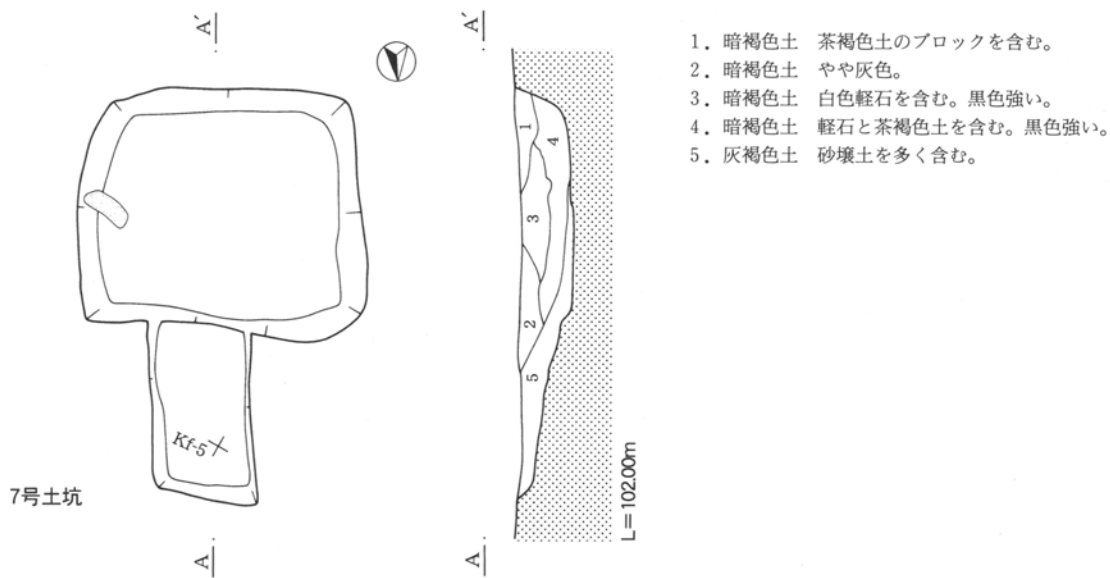 A´
A´
1．暗褐色土　茶褐色土のブロックを含む。
2．暗褐色土　やや灰色。
3．暗褐色土　白色軽石を含む。黒色強い。
4．暗褐色土　軽石と茶褐色土を含む。黒色強い。
5．灰褐色土　砂壌土を多く含む。
1
4
3
2
5
Kf-5
7号土坑
L＝102.00m
A
A